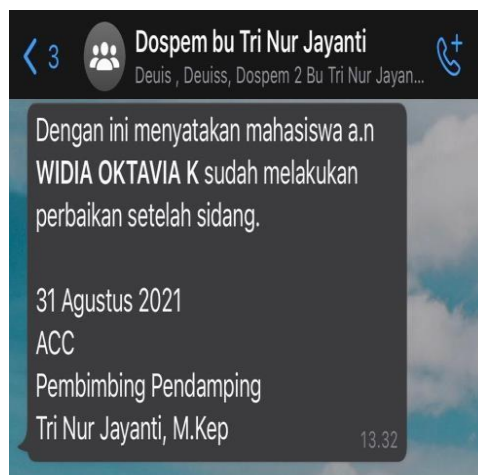 3
Dospem bu Tri Nur Jayanti
Deuis , Deuiss, Dospem 2 Bu Tri Nur Jayan...
Dengan ini menyatakan mahasiswa a.n
WIDIA OKTAVIA K sudah melakukan
perbaikan setelah sidang.
31 Agustus 2021
ACC
Pembimbing Pendamping
Tri Nur Jayanti, M.Kep
13.32